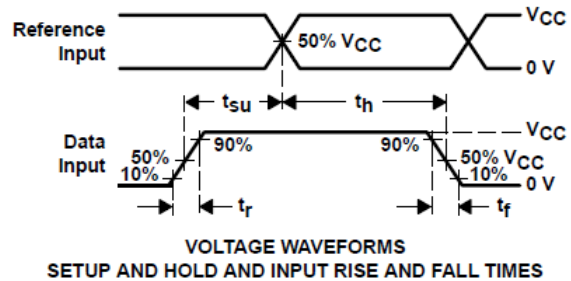 Reference
Input
50% VCC
VCC
0 V
tsu
th
Data
Input
50%
10%
90%
90%
VCC
50% VCC
10%
0 V
tr
tf
VOLTAGE WAVEFORMS
SETUP AND HOLD AND INPUT RISE AND FALL TIMES